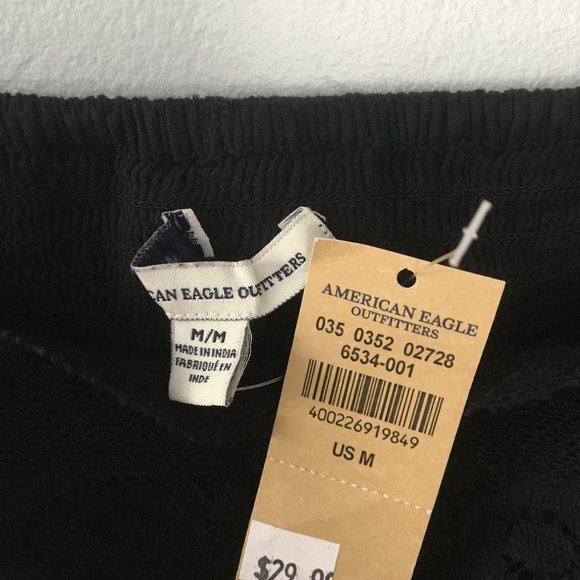 CAN EAGLE OUTFITTERS
M/M
MADE IN INDIA
FABRIQUÉ EN
INDE
AMERICAN EAGLE
OUTFITTERS
035 0352 02728
6534-001
400226919849
US M
$29